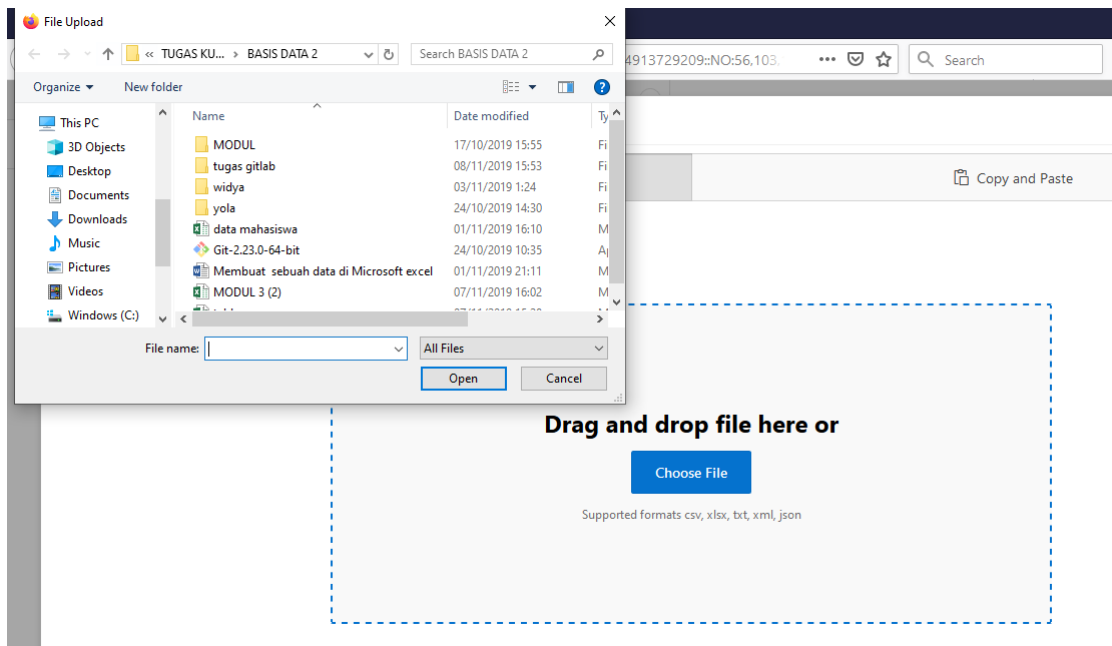 File Upload
« TUGAS KU... > BASIS DATA 2
Search BASIS DATA 2
4913729209::NO:56,103,
Search
Organize
New folder
This PC
3D Objects
Desktop
Documents
Downloads
Music
Pictures
Videos
Windows (C:)
Name Date modified Ty
MODUL 17/10/2019 15:55 Fi
tugas gitlab 08/11/2019 15:53 Fi
widya 03/11/2019 1:24 Fi
yola 24/10/2019 14:30 Fi
data mahasiswa 01/11/2019 16:10 M
Git-2.23.0-64-bit 24/10/2019 10:35 A
Membuat sebuah data di Microsoft excel 01/11/2019 21:11 M
MODUL 3 (2) 07/11/2019 16:02 M
File name:
All Files
Open
Cancel
Copy and Paste
Drag and drop file here or
Choose File
Supported formats csv, xlsx, txt, xml, json